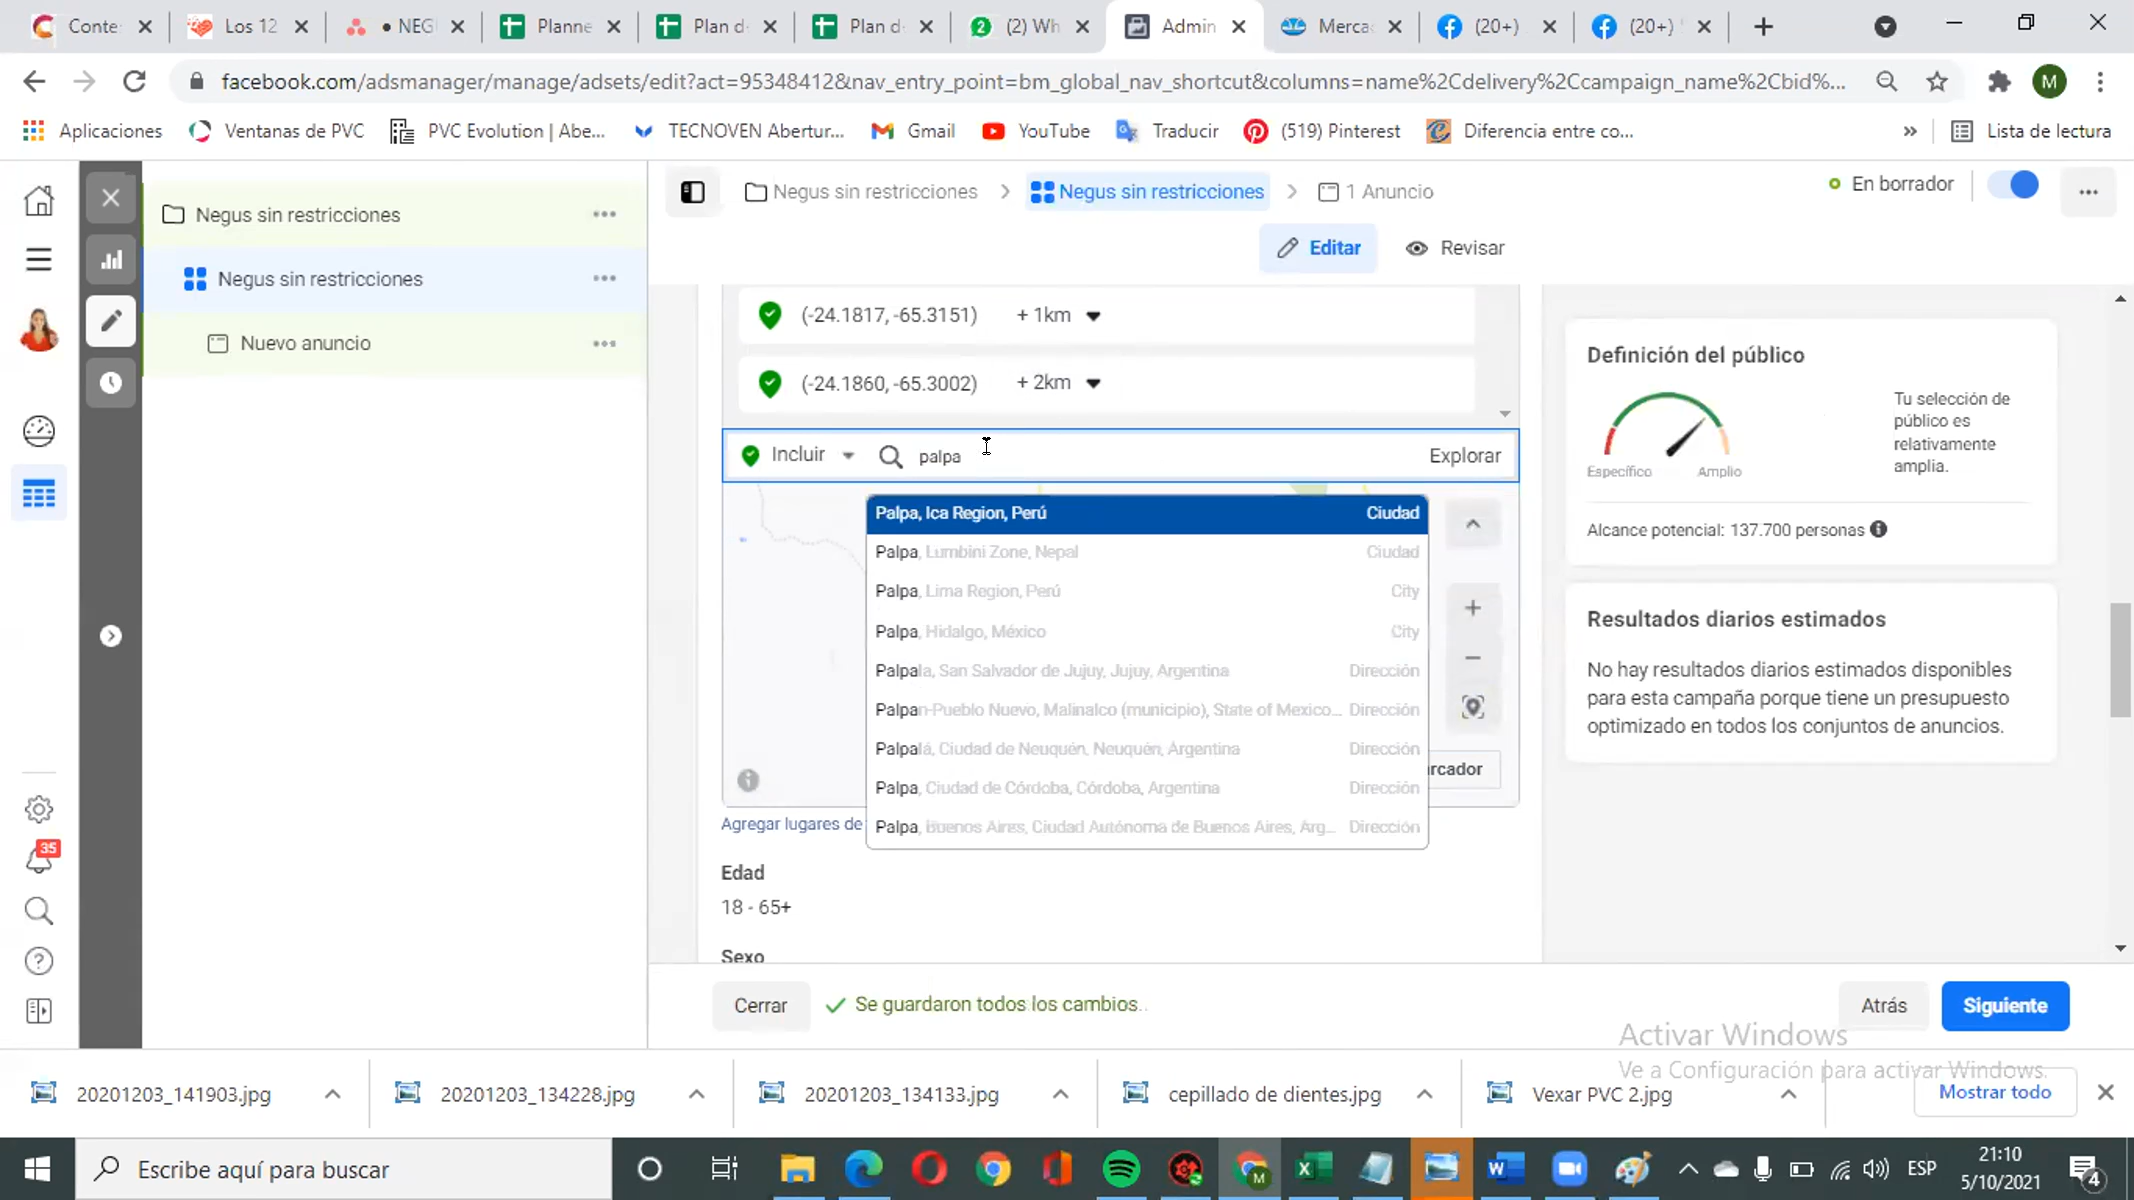 Conte
Los 12
• NEG
Planne
Plan d
Plan d
(2) Wh
Admin
Merca
(20+)
(20+)
facebook.com/adsmanager/manage/adsets/edit?act=95348412&nav_entry_point=bm_global_nav_shortcut&columns=name%2Cdelivery%2Ccampaign_name%2Cbid%...
M
Aplicaciones
Ventanas de PVC
PVC Evolution | Abe...
TECNOVEN Abertur...
Gmail
YouTube
Traducir
(519) Pinterest
Diferencia entre co...
»
Lista de lectura
Negus sin restricciones
Negus sin restricciones
Nuevo anuncio
Negus sin restricciones
Negus sin restricciones
1 Anuncio
En borrador
Editar
Revisar
(-24.1817, -65.3151) + 1km
(-24.1860, -65.3002) + 2km
Incluir
palpa
Explorar
Palpa, Ica Region, Perú Ciudad
Palpa, Lumbini Zone, Nepal Ciudad
Palpa, Lima Region, Perú City
Palpa, Hidalgo, México City
Palpala, San Salvador de Jujuy, Jujuy, Argentina Dirección
Palpan-Pueblo Nuevo, Malinalco (municipio), State of Mexico... Dirección
Palpalá, Ciudad de Neuquén, Neuquén, Argentina Dirección
Palpa, Ciudad de Córdoba, Córdoba, Argentina Dirección
Palpa, Buenos Aires, Ciudad Autónoma de Buenos Aires, Arg... Dirección
rcador
Agregar lugares de
Edad
18 - 65+
Sexo
Definición del público
Tu selección de
público es
relativamente
amplia.
Específico
Amplio
Alcance potencial: 137.700 personas
Resultados diarios estimados
No hay resultados diarios estimados disponibles
para esta campaña porque tiene un presupuesto
optimizado en todos los conjuntos de anuncios.
35
Cerrar
Se guardaron todos los cambios..
Atrás
Siguiente
Activar Windows
Ve a Configuración para activar Windows.
20201203_141903.jpg
20201203_134228.jpg
20201203_134133.jpg
cepillado de dientes.jpg
Vexar PVC 2.jpg
Mostrar todo
Escribe aquí para buscar
ESP
21:10
5/10/2021
4